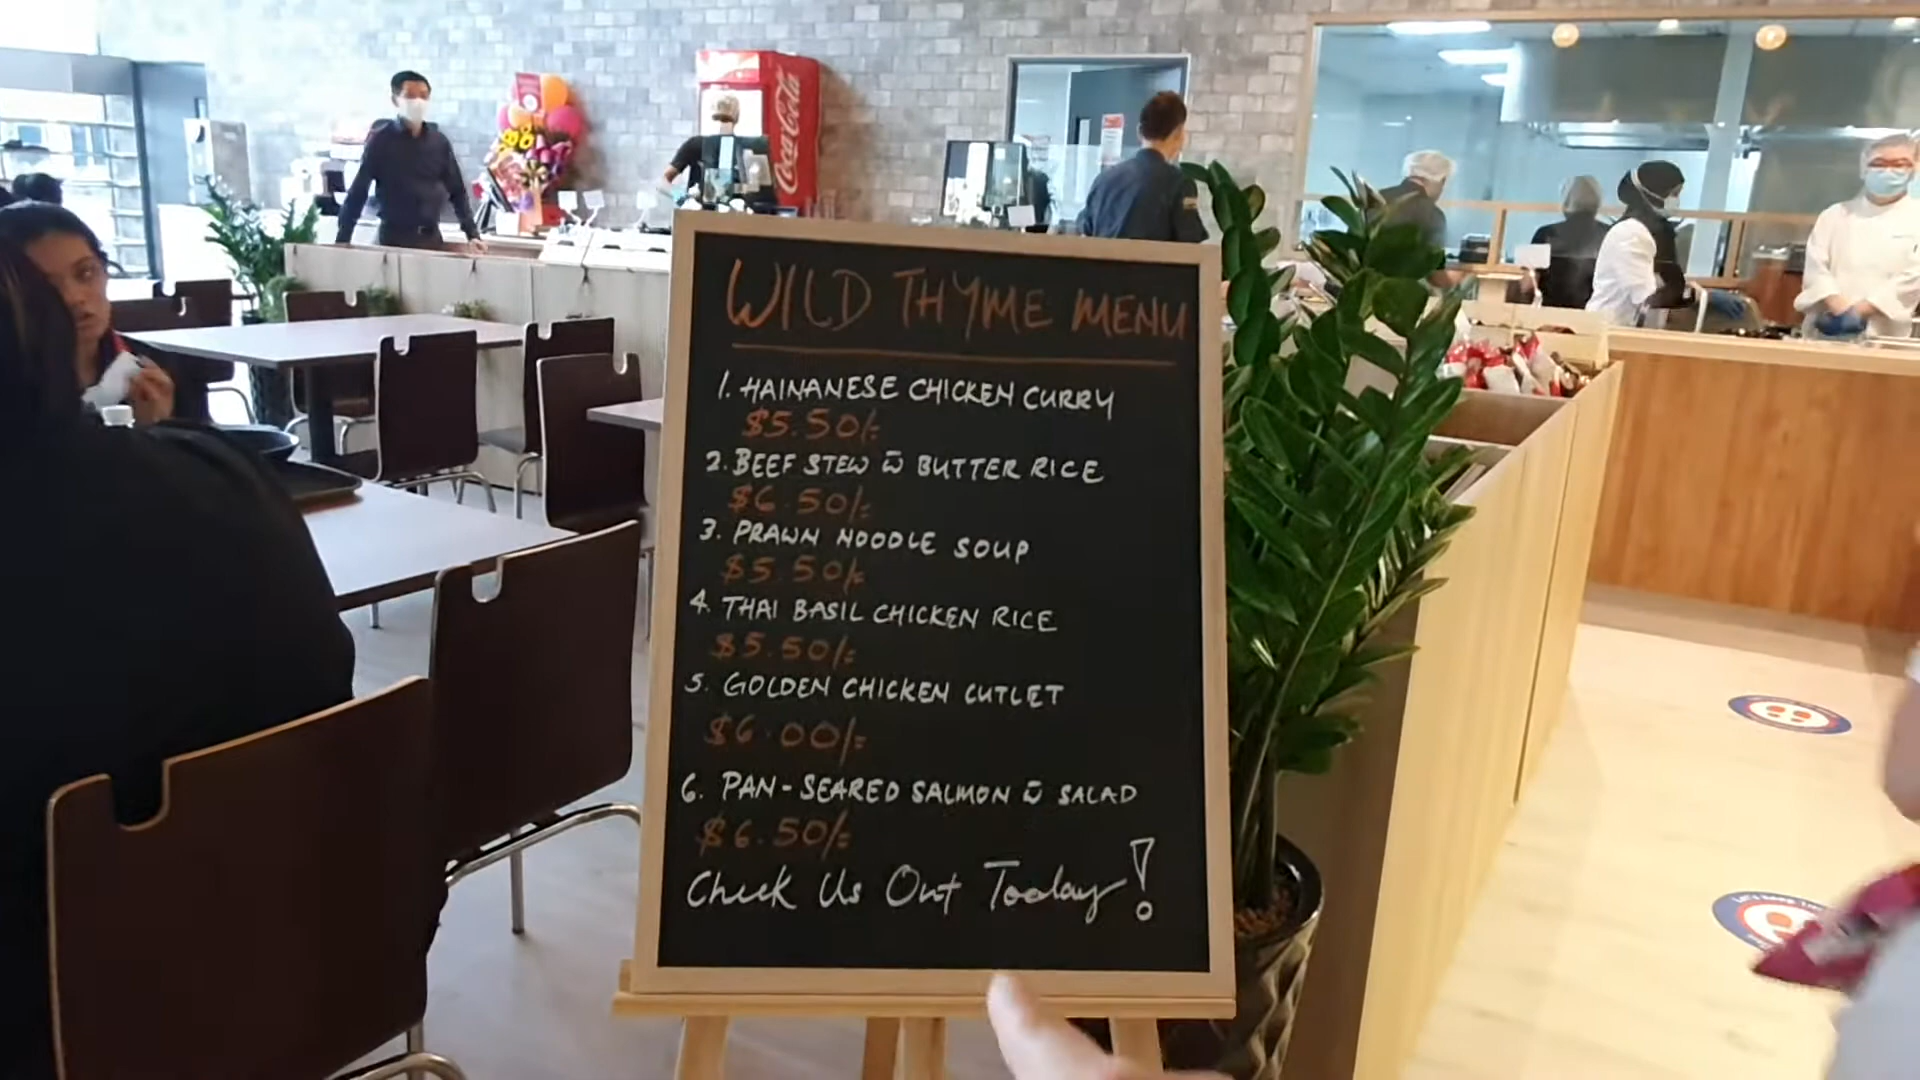 WILD THYME MENU
1. HAINANESE CHICKEN CURRY
$5.50/=
2. BEEF STEW w̄ BUTTER RICE
$6.50/=
3. PRAWN NOODLE SOUP
$5.50/=
4. THAI BASIL CHICKEN RICE
$5.50/=
5. GOLDEN CHICKEN CUTLET
$6.00/=
6. PAN-SEARED SALMON w̄ SALAD
$6.50/=
Check Us Out Today!
Coca-Cola